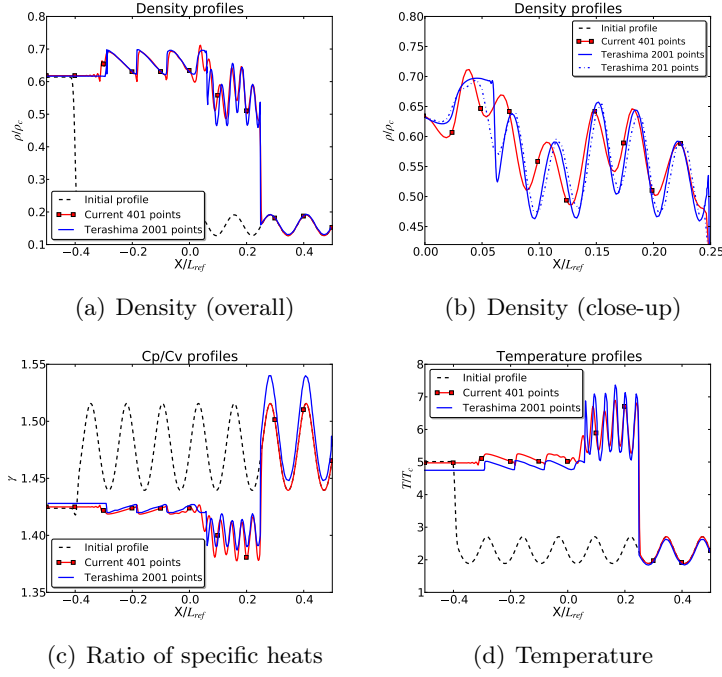 Density profiles
0.8
0.7
0.6
0.5
0.4
0.3
0.2
0.1
ρ/ρc
Initial profile
Current 401 points
Terashima 2001 points
−0.4 −0.2 0.0 0.2 0.4
X/Lref
(a) Density (overall)
Density profiles
0.80
0.75
0.70
0.65
0.60
0.55
0.50
0.45
ρ/ρc
Current 401 points
Terashima 2001 points
Terashima 201 points
0.00 0.05 0.10 0.15 0.20 0.25
X/Lref
(b) Density (close-up)
Cp/Cv profiles
1.55
1.50
1.45
1.40
1.35
γ
Initial profile
Current 401 points
Terashima 2001 points
−0.4 −0.2 0.0 0.2 0.4
X/Lref
(c) Ratio of specific heats
Temperature profiles
8
7
6
5
4
3
2
1
T/Tc
Initial profile
Current 401 points
Terashima 2001 points
−0.4 −0.2 0.0 0.2 0.4
X/Lref
(d) Temperature